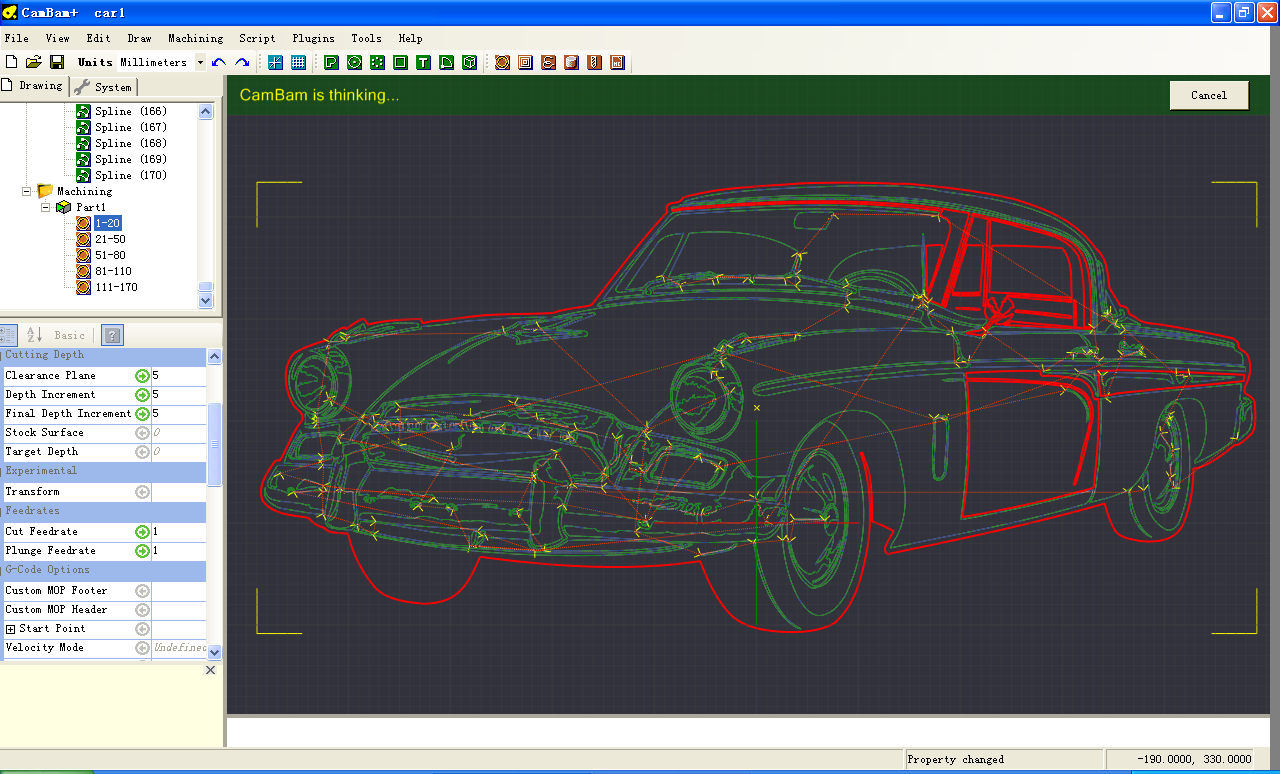 CamBam+ car1
File View Edit Draw Machining Script Plugins Tools Help
Units Millimeters
Drawing System
CamBam is thinking...
Cancel
Spline (166)
Spline (167)
Spline (168)
Spline (169)
Spline (170)
Machining
Part1
1-20
21-50
51-80
81-110
111-170
Basic
Cutting Depth
Clearance Plane 5
Depth Increment 5
Final Depth Increment 5
Stock Surface 0
Target Depth 0
Experimental
Transform
Feedrates
Cut Feedrate 1
Plunge Feedrate 1
G-Code Options
Custom MOP Footer
Custom MOP Header
Start Point
Velocity Mode Undefined
Property changed
-190.0000, 330.0000